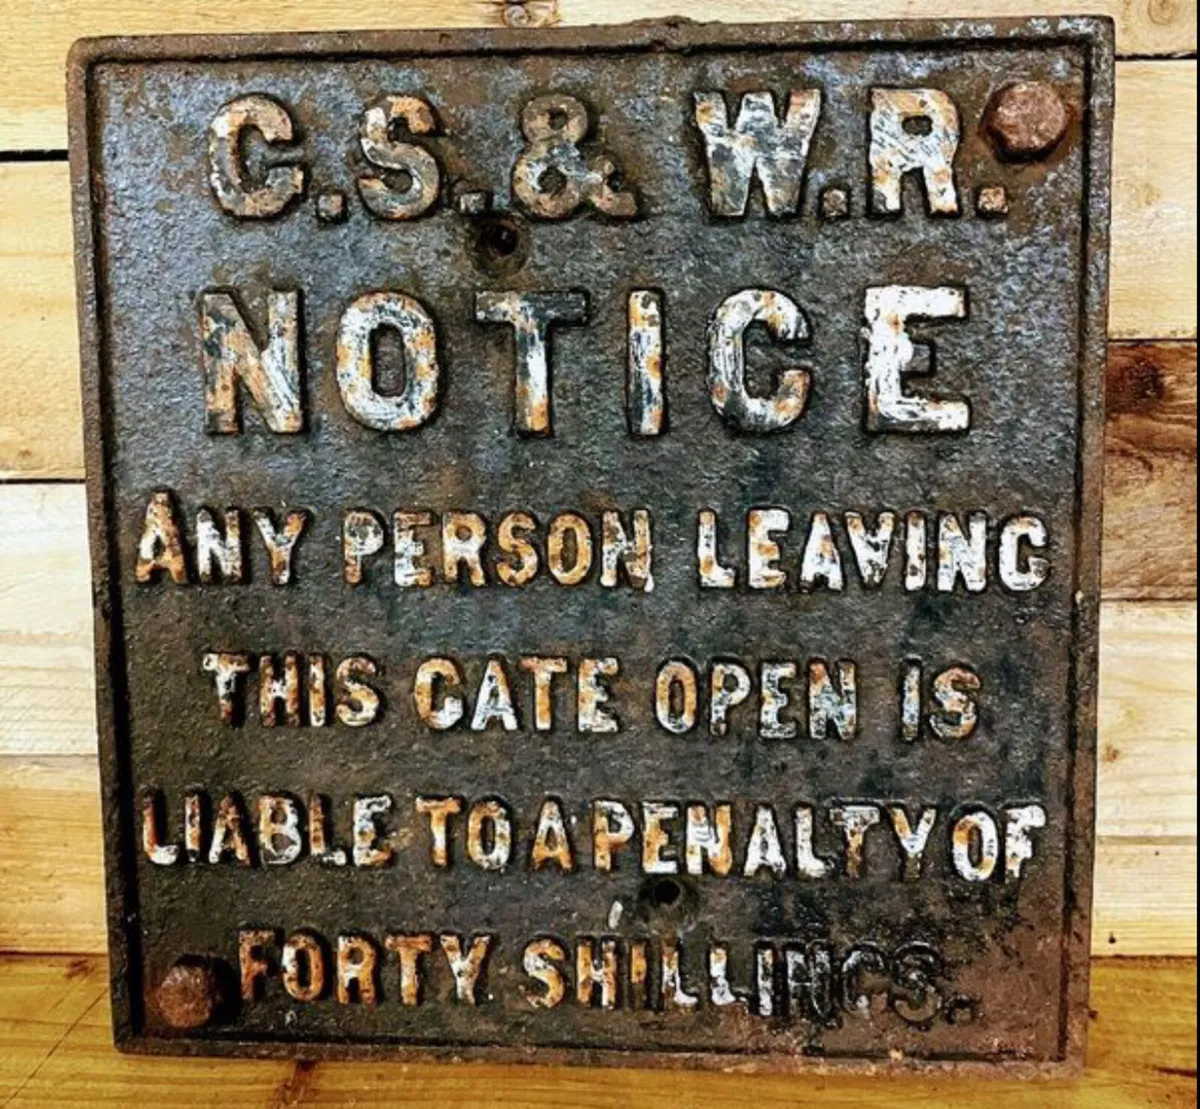 C.S.& W.R.
NOTICE
ANY PERSON LEAVING
THIS GATE OPEN IS
LIABLE TO A PENALTY OF
FORTY SHILLINGS.